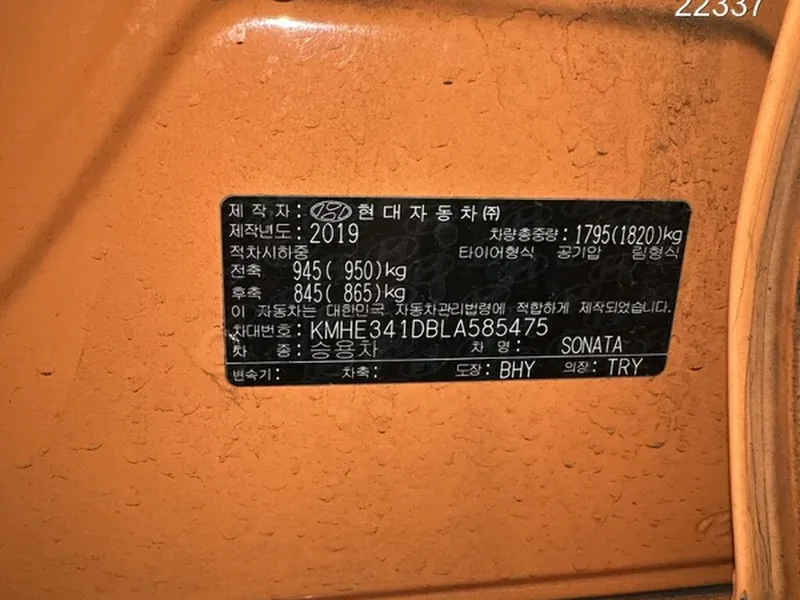 22337
제 작 자 : 현대자동차(주)
제작년도 : 2019 차량총중량 : 1795(1820)kg
적차시하중 타이어형식 공기압 림형식
전축 945( 950)kg
후축 845( 865)kg
이 자동차는 대한민국 자동차관리법령에 적합하게 제작되었습니다.
차대번호 : KMHE341DBLA585475
차 종 : 승용차 차 명 : SONATA
변속기 : 차축 : 도장 : BHY 의장 : TRY